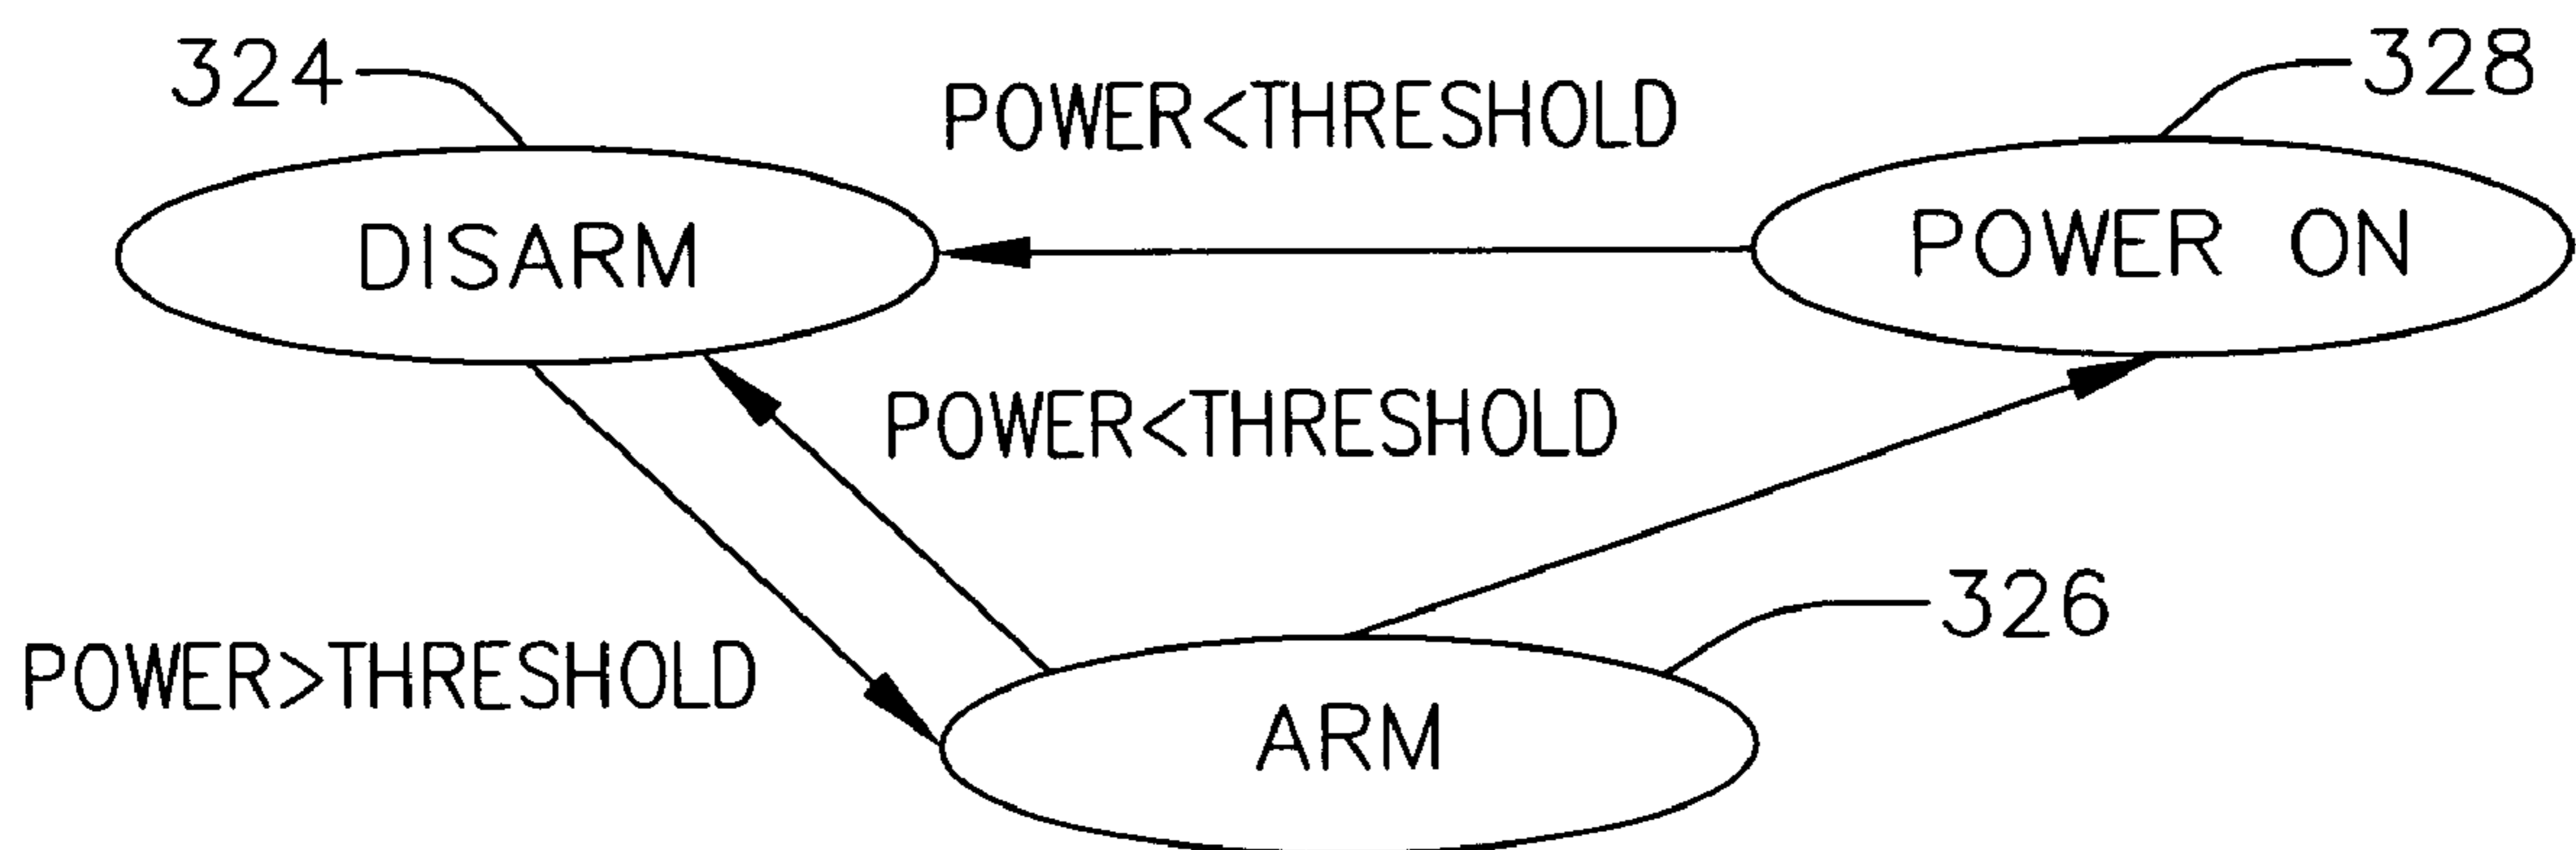 324
328
POWER<THRESHOLD
DISARM
POWER ON
POWER<THRESHOLD
326
POWER>THRESHOLD
ARM